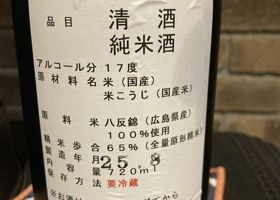 品目 清酒
純米酒
アルコール分 17度
原材料名 米(国産)
米こうじ(国産米)
原料米 八反錦(広島県産)
100%使用
精米歩合 65%(全量原形精米)
製造年月 25.8
内容量 720ml
保存方法 要冷蔵